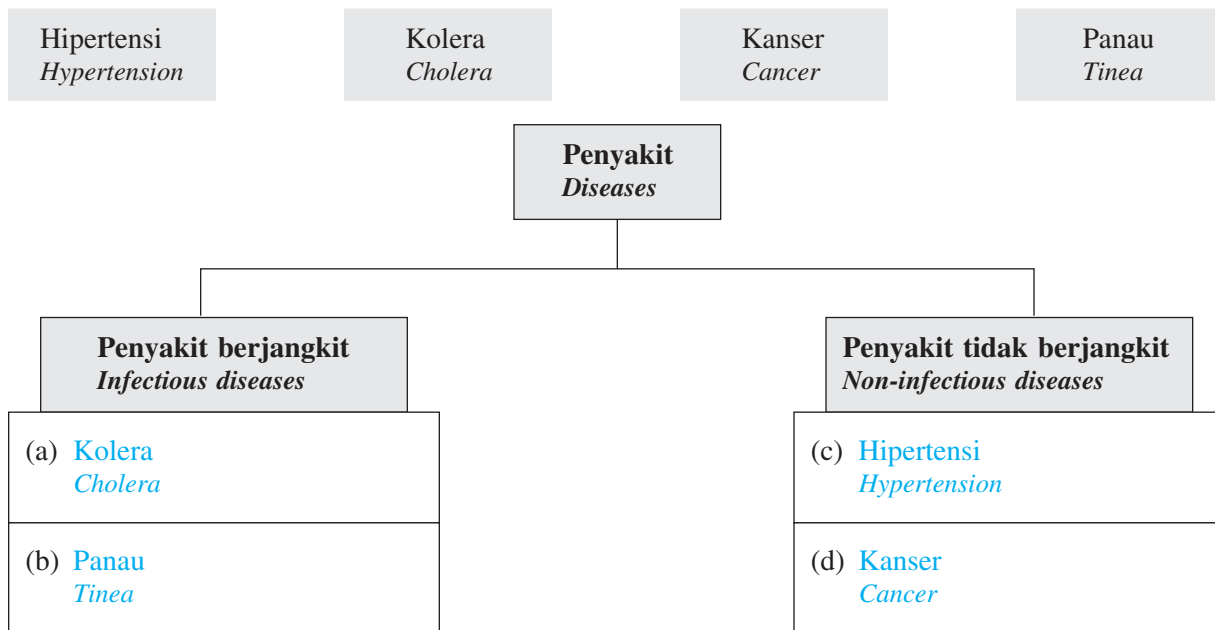 Hipertensi
Hypertension
Kolera
Cholera
Kanser
Cancer
Panau
Tinea
Penyakit
Diseases
Penyakit berjangkit
Infectious diseases
(a) Kolera
Cholera
(b) Panau
Tinea
Penyakit tidak berjangkit
Non-infectious diseases
(c) Hipertensi
Hypertension
(d) Kanser
Cancer